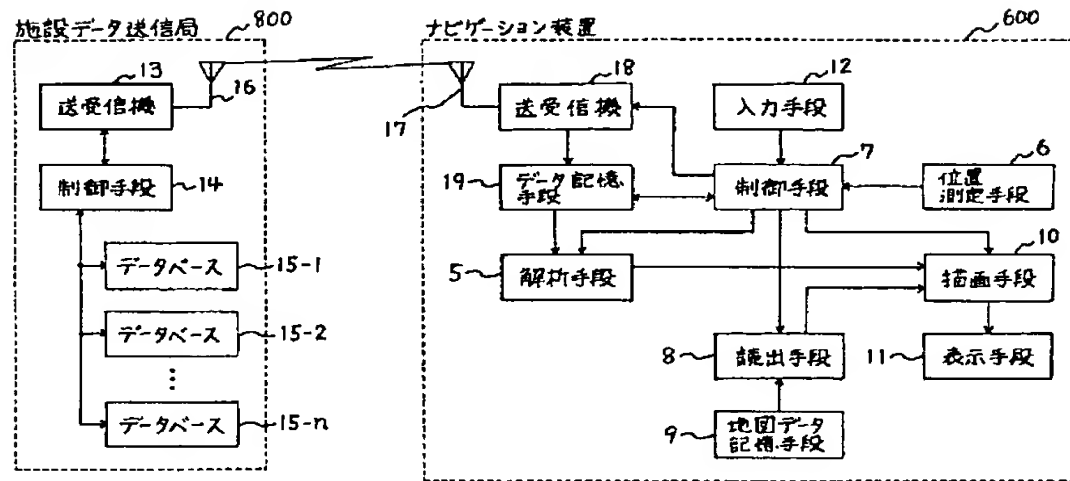 施設データ送信局
800
13
16
送受信機
制御手段
14
データベース
15-1
データベース
15-2
データベース
15-n
ナビゲーション装置
600
17
18
送受信機
12
入力手段
7
制御手段
6
位置
測定手段
19
データ記憶
手段
5
解析手段
10
描画手段
8
読出手段
11
表示手段
9
地図データ
記憶手段